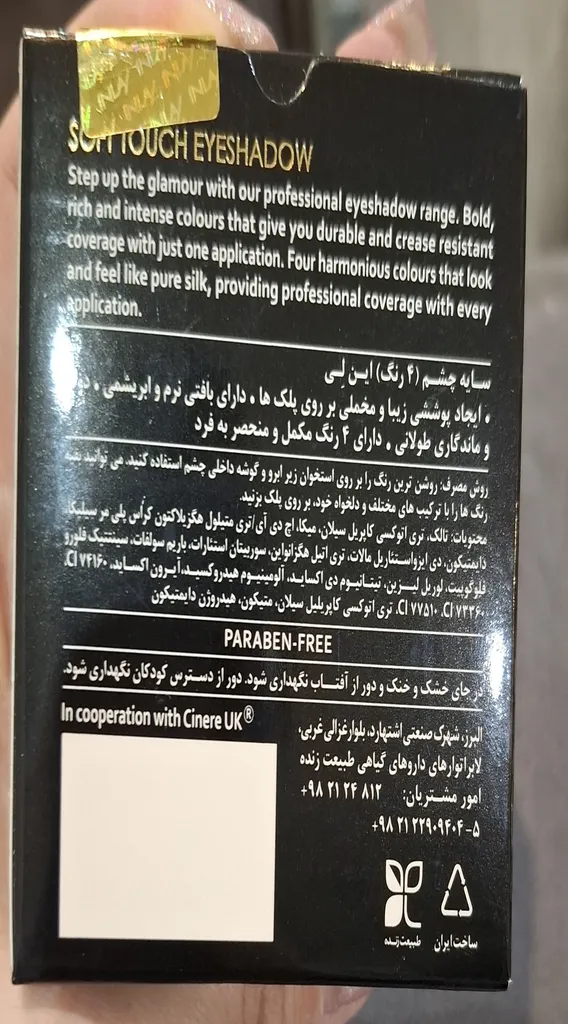 NLY NLY NLY
SOFT TOUCH EYESHADOW
Step up the glamour with our professional eyeshadow range. Bold,
rich and intense colours that give you durable and crease resistant
coverage with just one application. Four harmonious colours that look
and feel like pure silk, providing professional coverage with every
application.
سایه چشم (۴ رنگ) این لِی
• ایجاد پوششی زیبا و مخملی بر روی پلک ها • دارای بافتی نرم و ابریشمی •
و ماندگاری طولانی • دارای ۴ رنگ مکمل و منحصر به فرد
روش مصرف: روشن ترین رنگ را بر روی استخوان زیر ابرو و گوشه داخلی چشم استفاده کنید. می توانید
رنگ ها را با ترکیب های مختلف و دلخواه خود، بر روی پلک بزنید.
محتویات: تالک، تری اتوکسی کاپریل سیلان، میکا، اچ دی آی/تری متیلول هگزیلاکتون کراس پلی مر سیلیکا
دایمتیکون، دی ایزواستئاریل مالات، تری اتیل هگزانواین، سوربیتان استئارات، باریم سولفات، سینتتیک فلورو
فلوگوپیت، لوریل لیزین، تیتانیوم دی اکساید، آلومینیوم هیدروکسید، آیرون اکساید، CI ۷۴۱۶۰،
CI ۷۳۳۶۰، CI ۷۷۵۱۰، تری اتوکسی کاپریلیل سیلان، متیکون، هیدروژن دایمتیکون
PARABEN-FREE
در جای خشک و خنک و دور از آفتاب نگهداری شود. دور از دسترس کودکان نگهداری شود.
In cooperation with Cinere UK®
البرز، شهرک صنعتی اشتهارد، بلوار غزالی غربی،
لابراتوارهای داروهای گیاهی طبیعت زنده
امور مشتریان: +۹۸ ۲۱ ۲۴ ۸۱۲
+۹۸ ۲۱ ۲۲۹۰۹۴۰۴-۵
ساخت ایران
طبیعت زنده